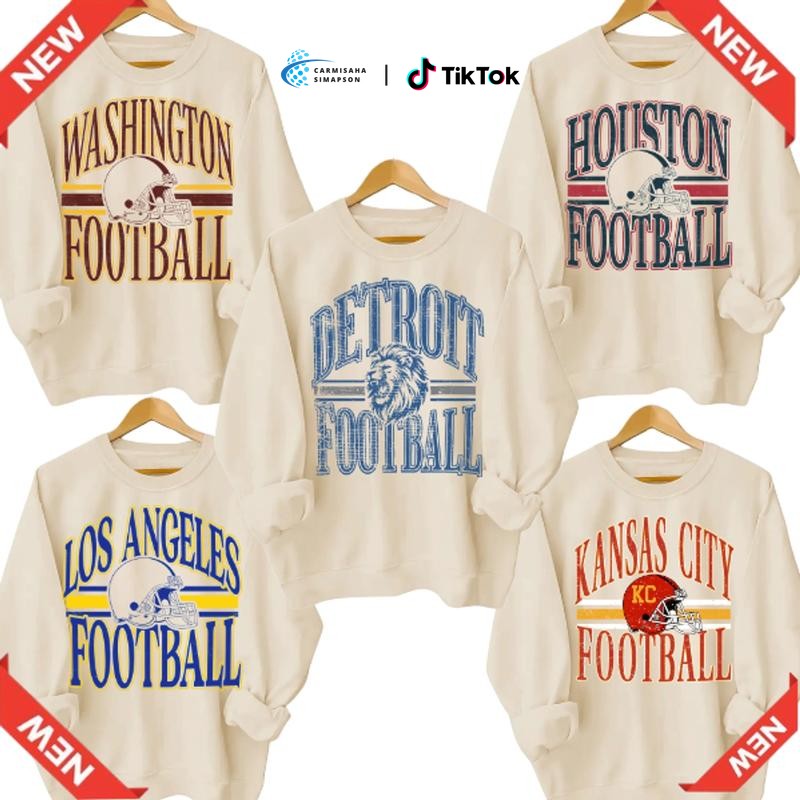 NEW
NEW
CARMISAHA
SIMAPSON
TikTok
WASHINGTON
FOOTBALL
HOUSTON
FOOTBALL
DETROIT
FOOTBALL
LOS ANGELES
FOOTBALL
KANSAS CITY
KC
FOOTBALL
NEW
NEW